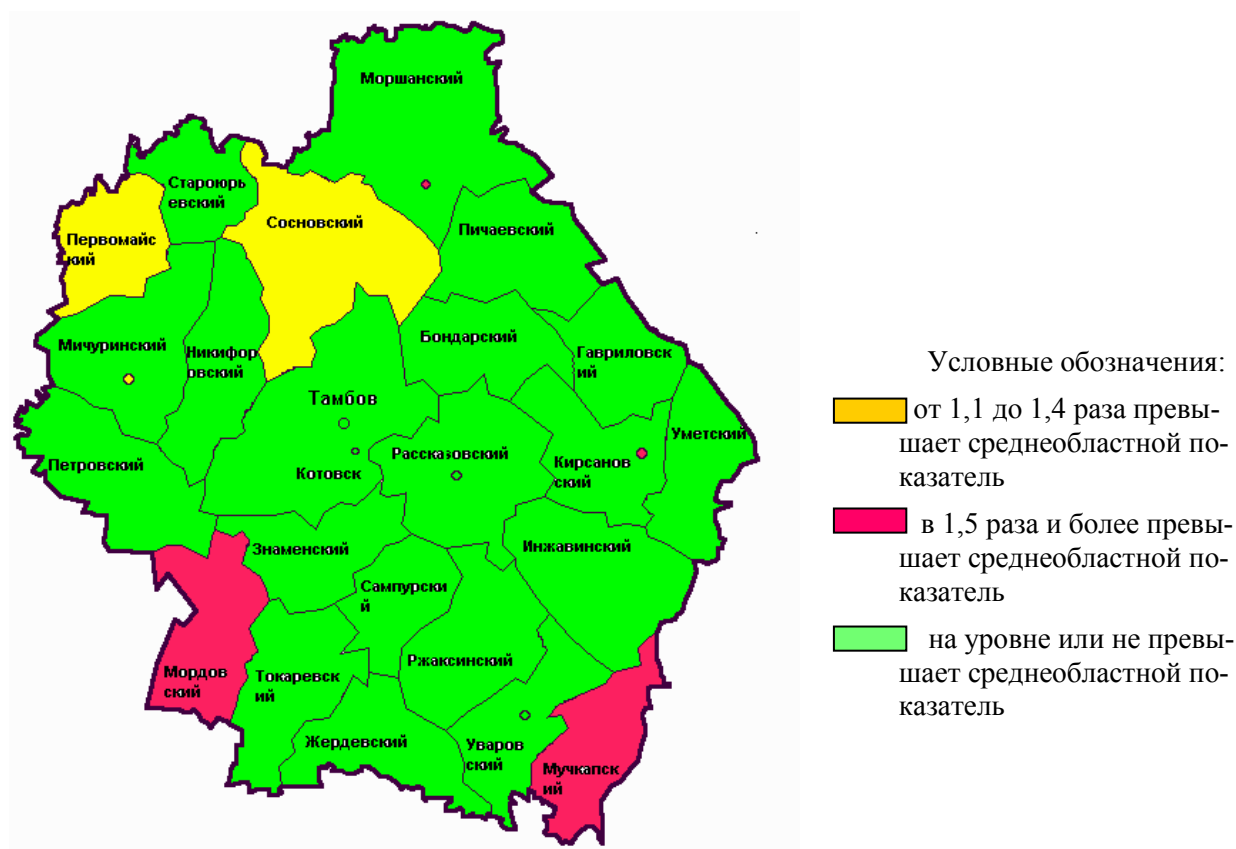 Моршанский
Староюрь
евский
Сосновский
Пичаевский
Первомайс
кий
Бондарский
Мичуринский
Никифор
овский
Гавриловск
ий
Тамбов
Уметский
Петровский
Рассказовский
Котовск
Кирсанов
ский
Знаменский
Инжавинский
Сампурски
й
Ржаксинский
Мордов
ский
Токаревск
ий
Жердевский
Уваров
ский
Мучкапск
ий
Условные обозначения:
от 1,1 до 1,4 раза превы-
шает среднеобластной по-
казатель
в 1,5 раза и более превы-
шает среднеобластной по-
казатель
на уровне или не превы-
шает среднеобластной по-
казатель